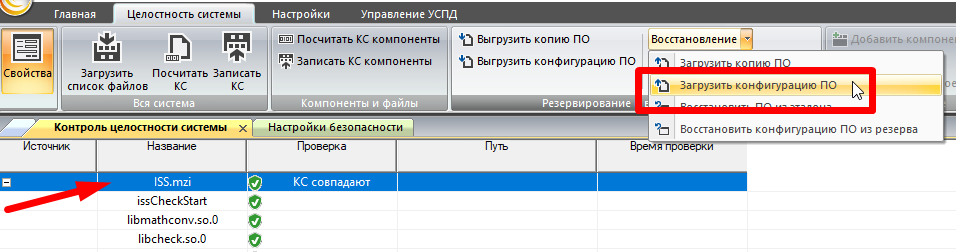 Главная Целостность системы Настройки Управление УСПД
Свойства
Загрузить список файлов
Посчитать КС
Записать КС
Вся система
Посчитать КС компоненты
Записать КС компоненты
Компоненты и файлы
Выгрузить копию ПО
Выгрузить конфигурацию ПО
Резервирование
Восстановление
Добавить компонен
Загрузить копию ПО
Загрузить конфигурацию ПО
Восстановить ПО из эталона
Восстановить конфигурацию ПО из резерва
Контроль целостности системы × Настройки безопасности
Источник Название Проверка Путь Время проверки
ISS.mzi КС совпадают
issCheckStart
libmathconv.so.0
libcheck.so.0